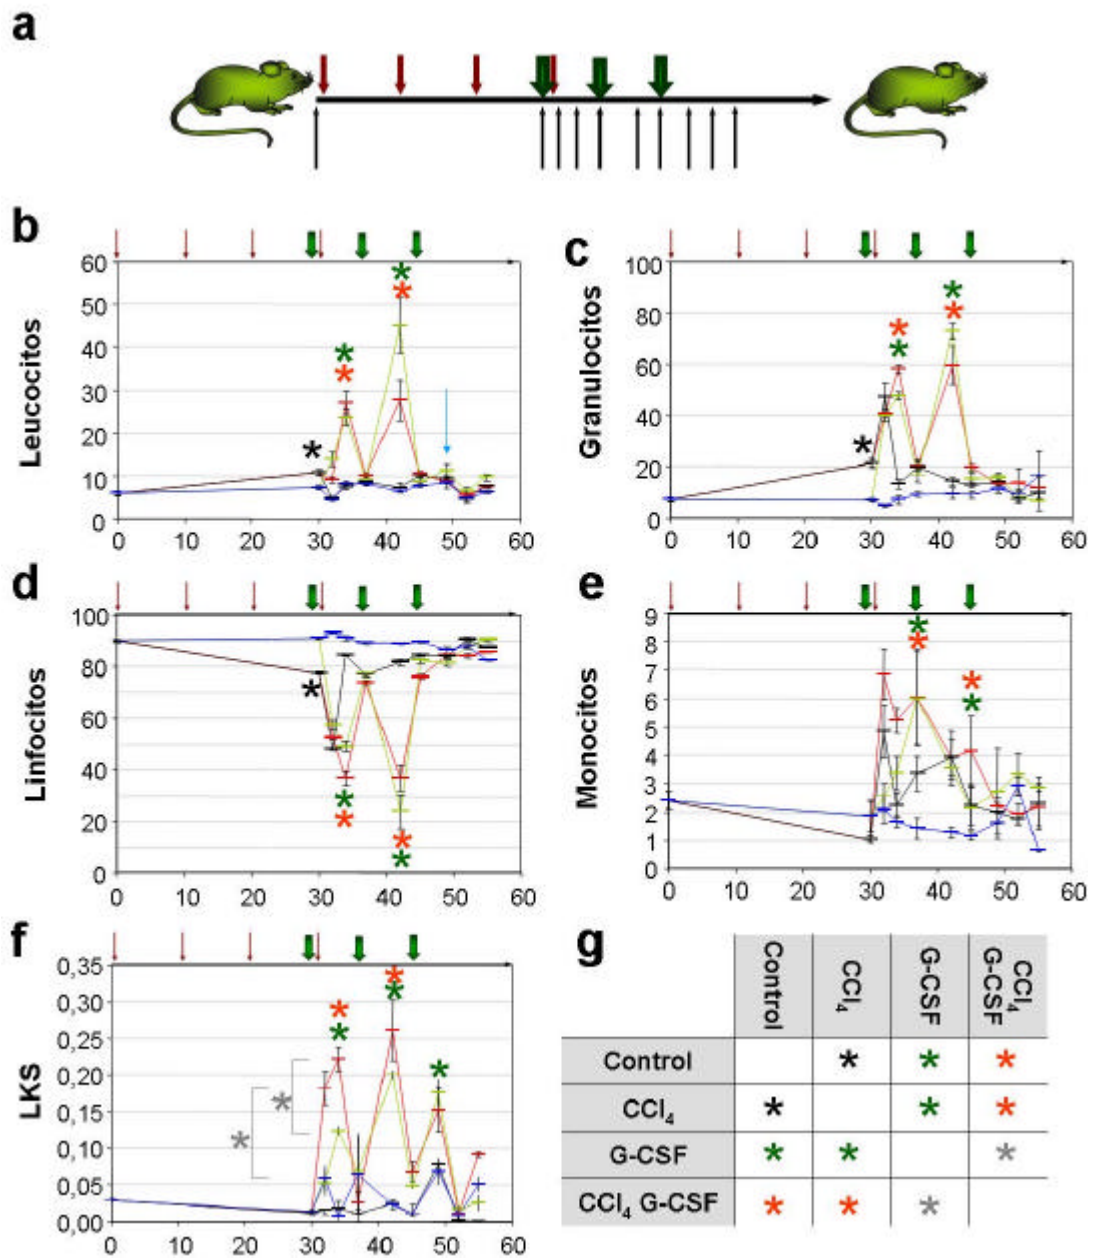 a
b
Leucocitos
60
50
40
30
20
10
0
0 10 20 30 40 50 60
*
*
*
*
*
c
Granulocitos
100
80
60
40
20
0
0 10 20 30 40 50 60
*
*
*
*
*
d
Linfocitos
100
80
60
40
20
0
0 10 20 30 40 50 60
*
*
*
*
*
e
Monocitos
9
8
7
6
5
4
3
2
1
0
0 10 20 30 40 50 60
*
*
*
*
f
LKS
0,35
0,30
0,25
0,20
0,15
0,10
0,05
0,00
0 10 20 30 40 50 60
*
*
*
*
*
*
*
g
Control CCl₄ G-CSF CCl₄ G-CSF
Control * * *
CCl₄ * * *
G-CSF * * *
CCl₄ G-CSF * * *